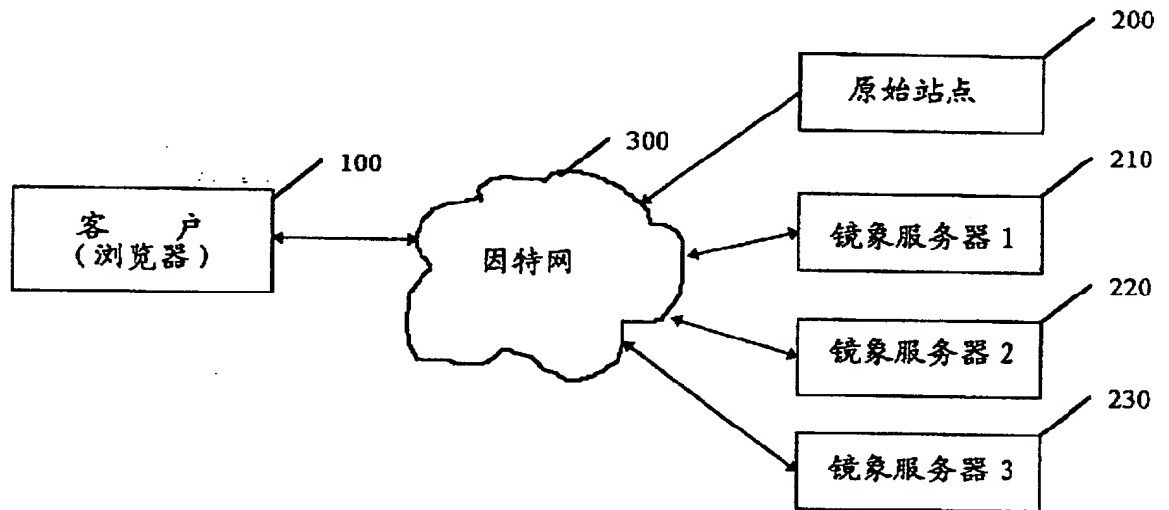 200
原始站点
300
210
100
客 户
(浏览器)
镜象服务器 1
因特网
220
镜象服务器 2
230
镜象服务器 3